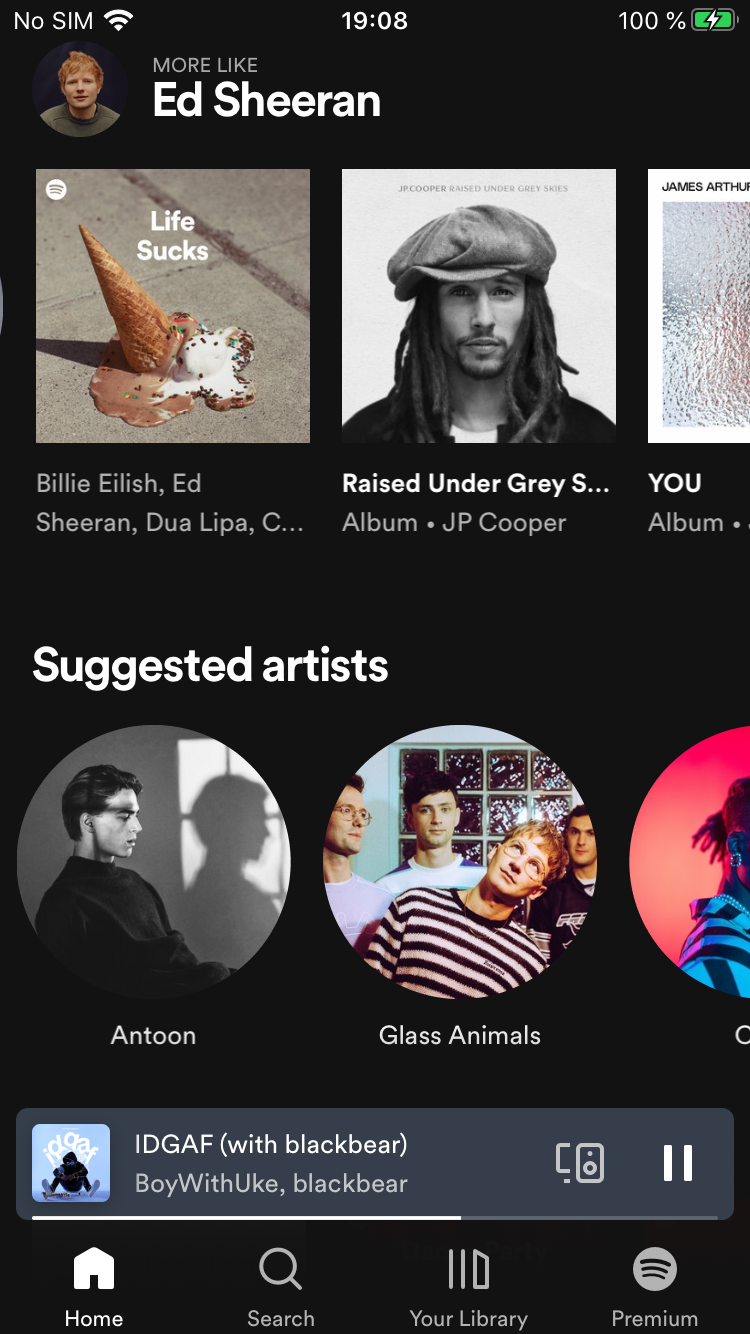 No SIM 19:08 100 %
MORE LIKE
Ed Sheeran
Life
Sucks
JP.COOPER RAISED UNDER GREY SKIES
JAMES ARTHUR
Billie Eilish, Ed
Sheeran, Dua Lipa, C...
Raised Under Grey S...
Album • JP Cooper
YOU
Album •
Suggested artists
Antoon
Glass Animals
idgaf
IDGAF (with blackbear)
BoyWithUke, blackbear
Home
Search
Your Library
Premium